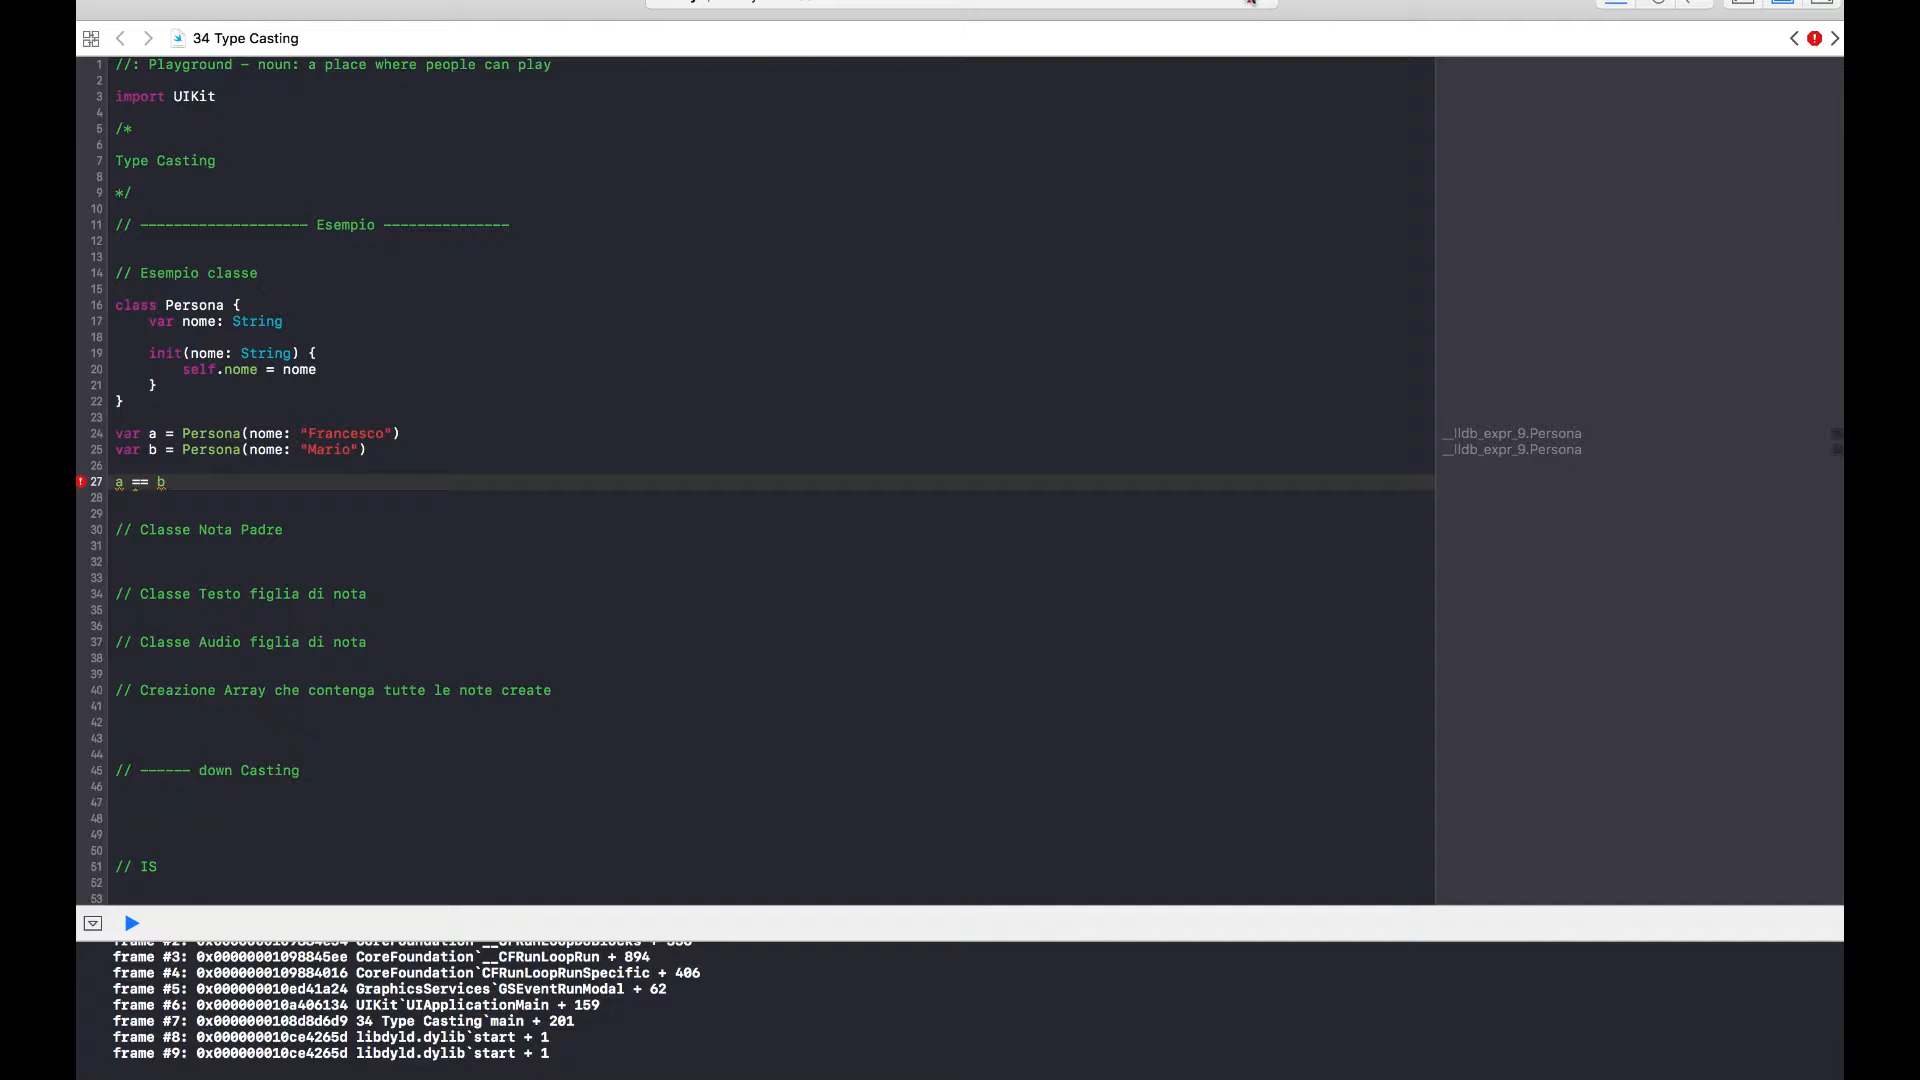 34 Type Casting
1 //: Playground – noun: a place where people can play
2
3 import UIKit
4
5 /*
6
7 Type Casting
8
9 */
10
11 // -------------------- Esempio ---------------
12
13
14 // Esempio classe
15
16 class Persona {
17 var nome: String
18
19 init(nome: String) {
20 self.nome = nome
21 }
22 }
23
24 var a = Persona(nome: "Francesco") __lldb_expr_9.Persona
25 var b = Persona(nome: "Mario") __lldb_expr_9.Persona
26
27 a == b
28
29
30 // Classe Nota Padre
31
32
33
34 // Classe Testo figlia di nota
35
36
37 // Classe Audio figlia di nota
38
39
40 // Creazione Array che contenga tutte le note create
41
42
43
44
45 // ------ down Casting
46
47
48
49
50
51 // IS
52
53
frame #3: 0x00000001098845ee CoreFoundation`__CFRunLoopRun + 894
frame #4: 0x0000000109884016 CoreFoundation`CFRunLoopRunSpecific + 406
frame #5: 0x000000010ed41a24 GraphicsServices`GSEventRunModal + 62
frame #6: 0x000000010a406134 UIKit`UIApplicationMain + 159
frame #7: 0x0000000108d8d6d9 34 Type Casting`main + 201
frame #8: 0x000000010ce4265d libdyld.dylib`start + 1
frame #9: 0x000000010ce4265d libdyld.dylib`start + 1